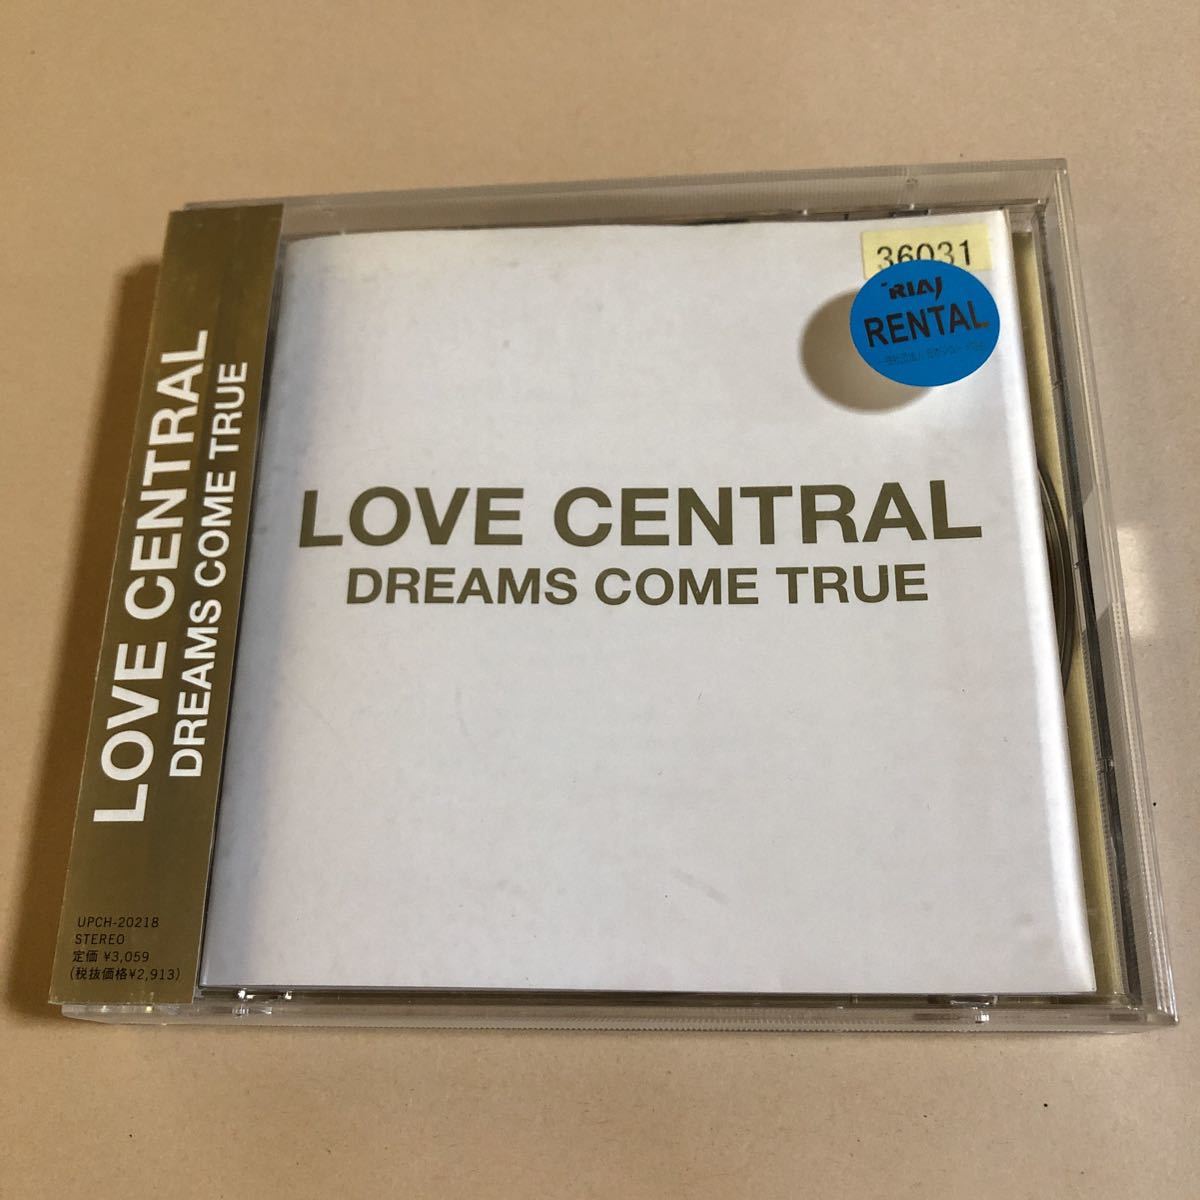 LOVE CENTRAL
DREAMS COME TRUE
UPCH-20218
STEREO
定価 ¥3,059
(税抜価格¥2,913)
36031
RIAJ
RENTAL
LOVE CENTRAL
DREAMS COME TRUE